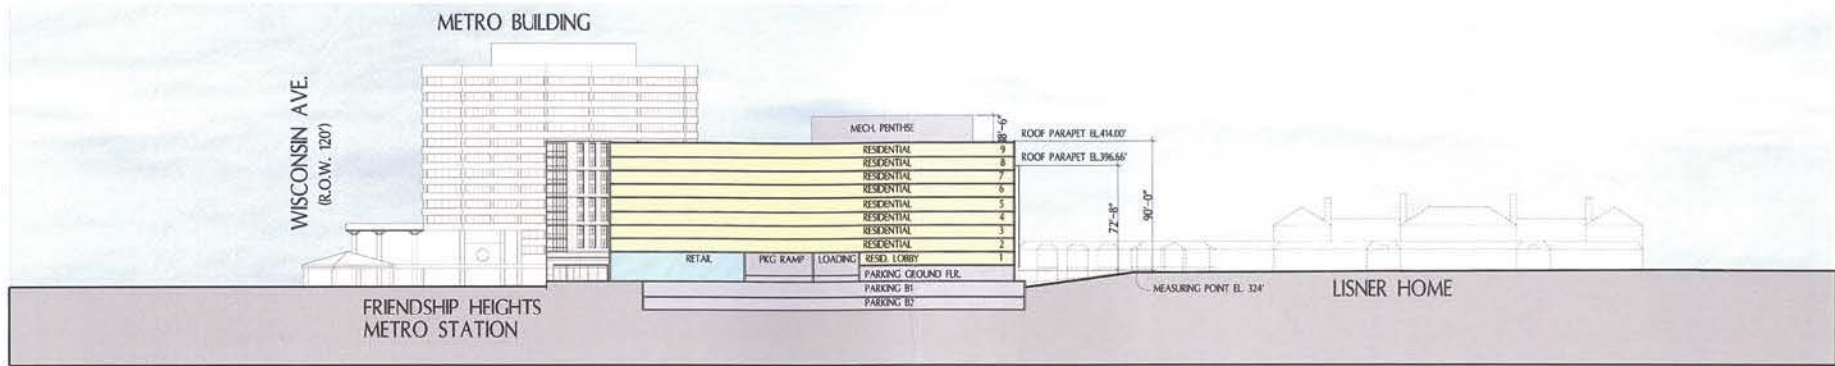 METRO BUILDING
WISCONSIN AVE.
(R.O.W. 120')
MECH. PENTHSE
18'-6"
ROOF PARAPET EL.414.00'
ROOF PARAPET EL.396.66'
RESIDENTIAL 9
RESIDENTIAL 8
RESIDENTIAL 7
RESIDENTIAL 6
RESIDENTIAL 5
RESIDENTIAL 4
RESIDENTIAL 3
RESIDENTIAL 2
RETAIL PKG RAMP LOADING RESID. LOBBY 1
PARKING GROUND FLR.
PARKING B1
PARKING B2
72'-8"
90'-0"
MEASURING POINT EL. 324'
FRIENDSHIP HEIGHTS
METRO STATION
LISNER HOME